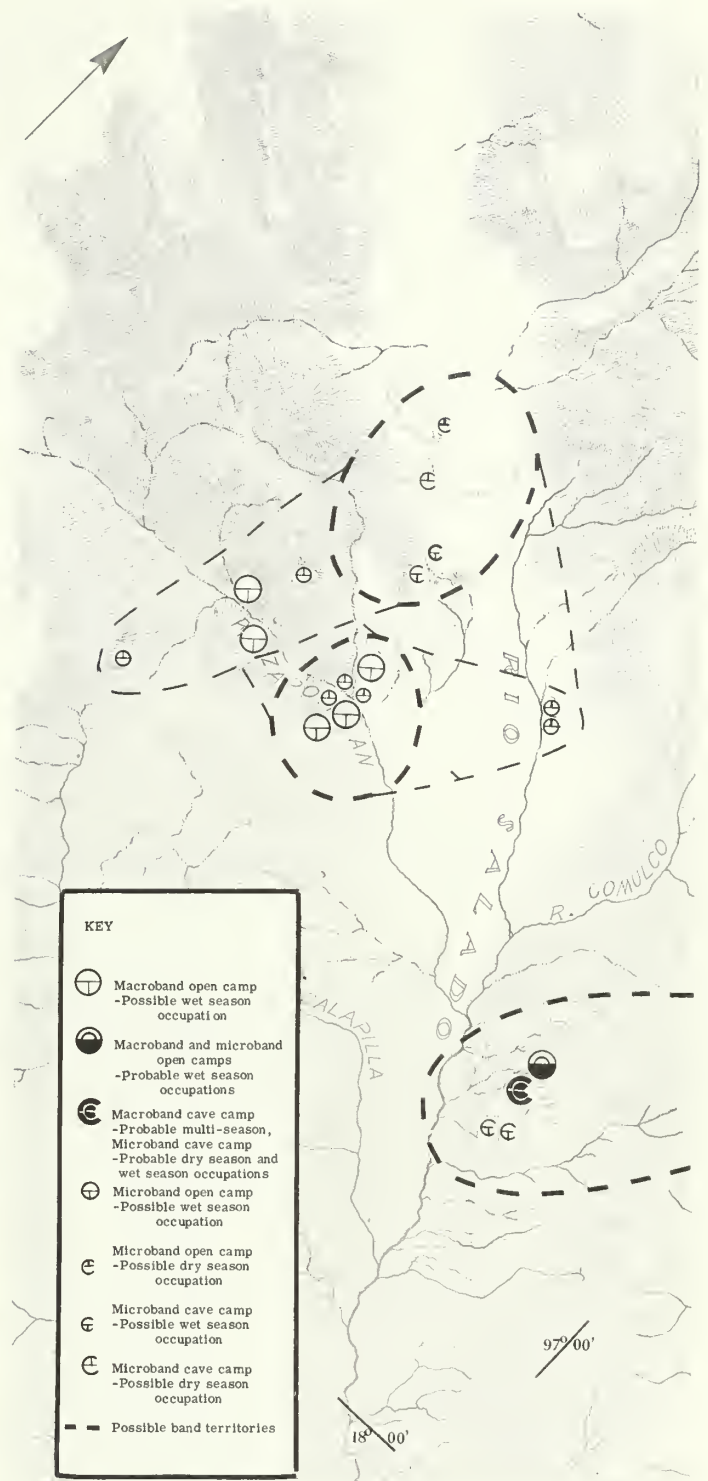 R. ZAPOTITLAN
RIO SALADO
R. COMULCO
CALAPILLA
KEY
Macroband open camp
-Possible wet season
occupation
Macroband and microband
open camps
-Probable wet season
occupations
Macroband cave camp
-Probable multi-season,
Microband cave camp
-Probable dry season and
wet season occupations
Microband open camp
-Possible wet season
occupation
Microband open camp
-Possible dry season
occupation
Microband cave camp
-Possible wet season
occupation
Microband cave camp
-Possible dry season
occupation
Possible band territories
97° 00'
18° 00'